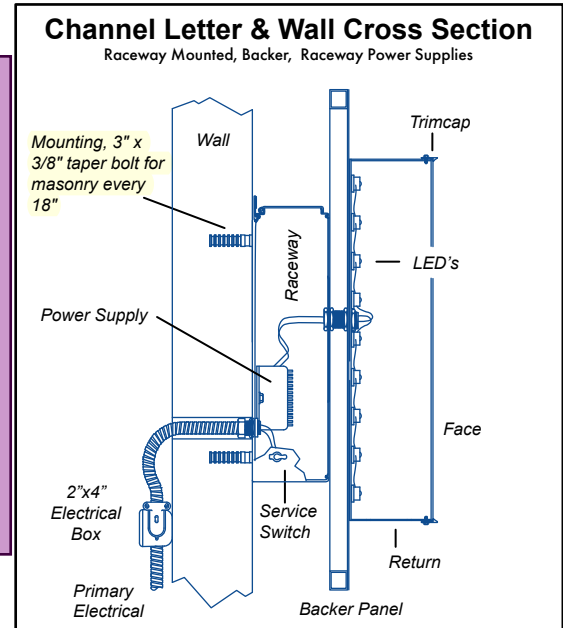 Channel Letter & Wall Cross Section
Raceway Mounted, Backer, Raceway Power Supplies
Trimcap
Mounting, 3" x
3/8" taper bolt for
masonry every
18"
Wall
Raceway
LED's
Power Supply
Face
2"x4"
Electrical
Box
Service
Switch
Return
Primary
Electrical
Backer Panel